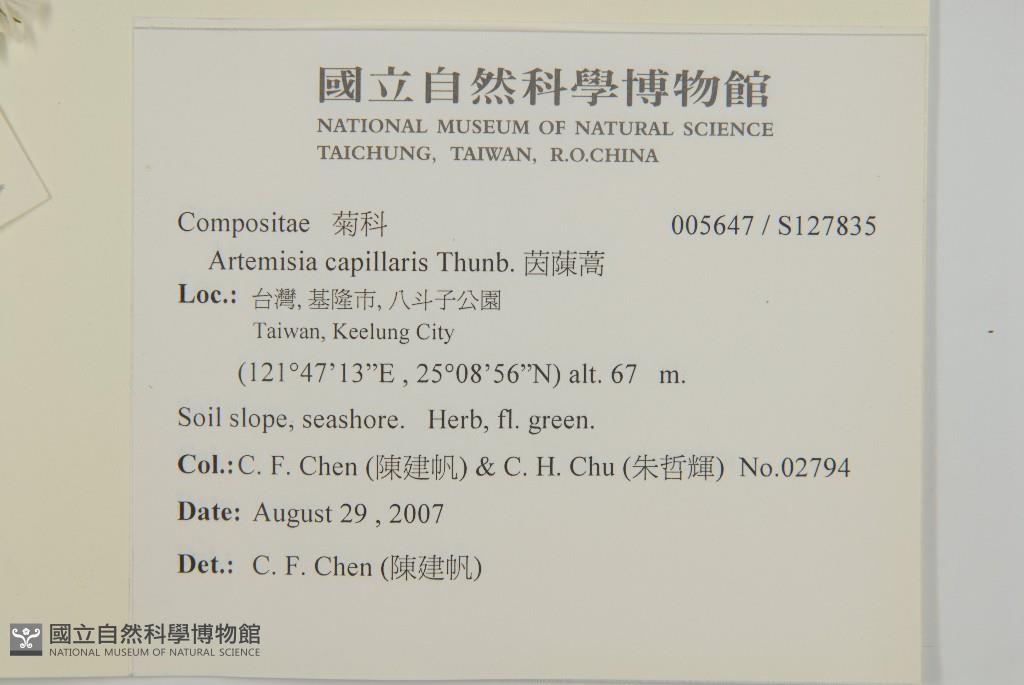 國立自然科學博物館
NATIONAL MUSEUM OF NATURAL SCIENCE
TAICHUNG, TAIWAN, R.O.CHINA
Compositae 菊科 005647 / S127835
Artemisia capillaris Thunb. 茵蔯蒿
Loc.: 台灣, 基隆市, 八斗子公園
Taiwan, Keelung City
(121°47’13”E , 25°08’56”N) alt. 67 m.
Soil slope, seashore. Herb, fl. green.
Col.: C. F. Chen (陳建帆) & C. H. Chu (朱哲輝) No.02794
Date: August 29 , 2007
Det.: C. F. Chen (陳建帆)
國立自然科學博物館
NATIONAL MUSEUM OF NATURAL SCIENCE